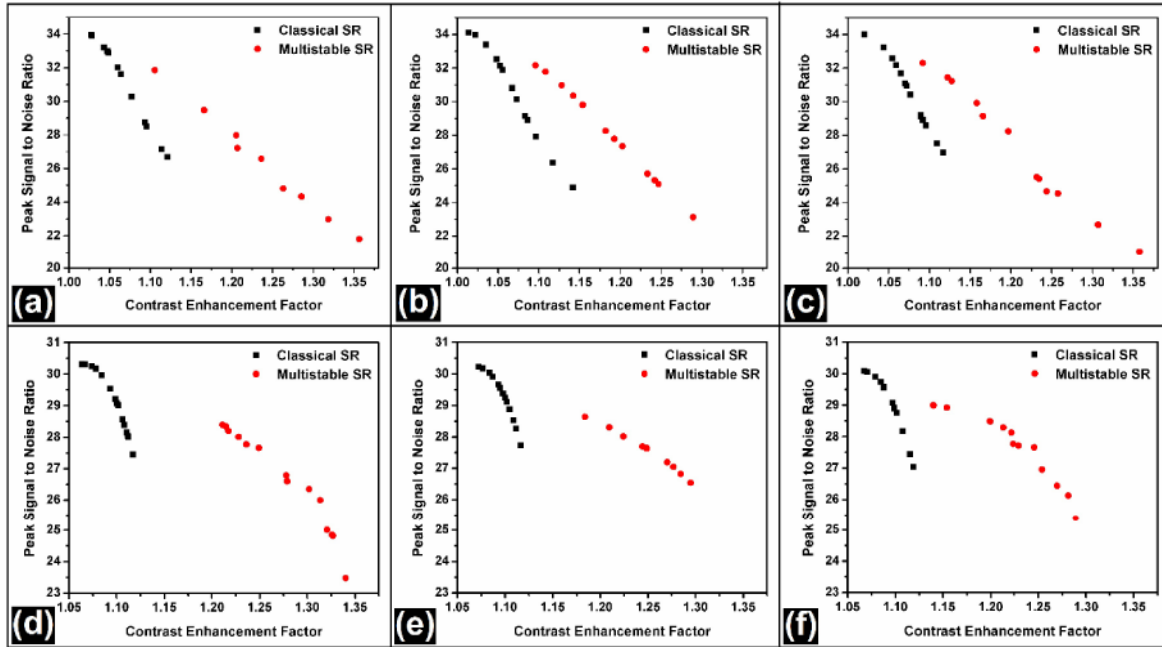 Peak Signal to Noise Ratio
36
34
32
30
28
26
24
22
20
Classical SR
Multistable SR
1.00 1.05 1.10 1.15 1.20 1.25 1.30 1.35
Contrast Enhancement Factor
(a)
Peak Signal to Noise Ratio
36
34
32
30
28
26
24
22
20
Classical SR
Multistable SR
1.00 1.05 1.10 1.15 1.20 1.25 1.30 1.35
Contrast Enhancement Factor
(b)
Peak Signal to Noise Ratio
36
34
32
30
28
26
24
22
20
Classical SR
Multistable SR
1.00 1.05 1.10 1.15 1.20 1.25 1.30 1.35
Contrast Enhancement Factor
(c)
Peak Signal to Noise Ratio
31
30
29
28
27
26
25
24
23
Classical SR
Multistable SR
1.05 1.10 1.15 1.20 1.25 1.30 1.35
Contrast Enhancement Factor
(d)
Peak Signal to Noise Ratio
31
30
29
28
27
26
25
24
23
Classical SR
Multistable SR
1.05 1.10 1.15 1.20 1.25 1.30 1.35
Contrast Enhancement Factor
(e)
Peak Signal to Noise Ratio
31
30
29
28
27
26
25
24
23
Classical SR
Multistable SR
1.05 1.10 1.15 1.20 1.25 1.30 1.35
Contrast Enhancement Factor
(f)